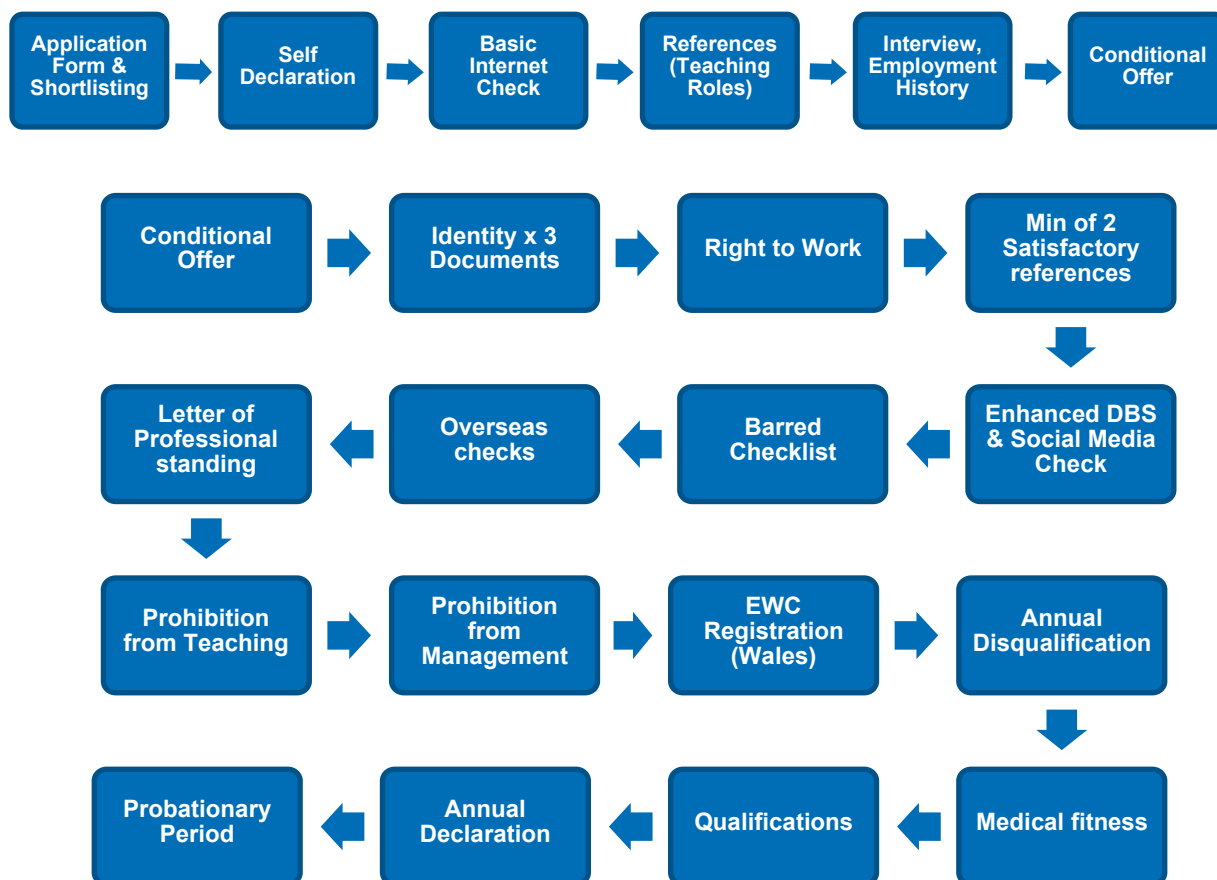 Application
Form &
Shortlisting
Self
Declaration
Basic
Internet
Check
References
(Teaching
Roles)
Interview,
Employment
History
Conditional
Offer
Conditional
Offer
Identity x 3
Documents
Right to Work
Min of 2
Satisfactory
references
Enhanced DBS
& Social Media
Check
Barred
Checklist
Overseas
checks
Letter of
Professional
standing
Prohibition
from Teaching
Prohibition
from
Management
EWC
Registration
(Wales)
Annual
Disqualification
Medical fitness
Qualifications
Annual
Declaration
Probationary
Period